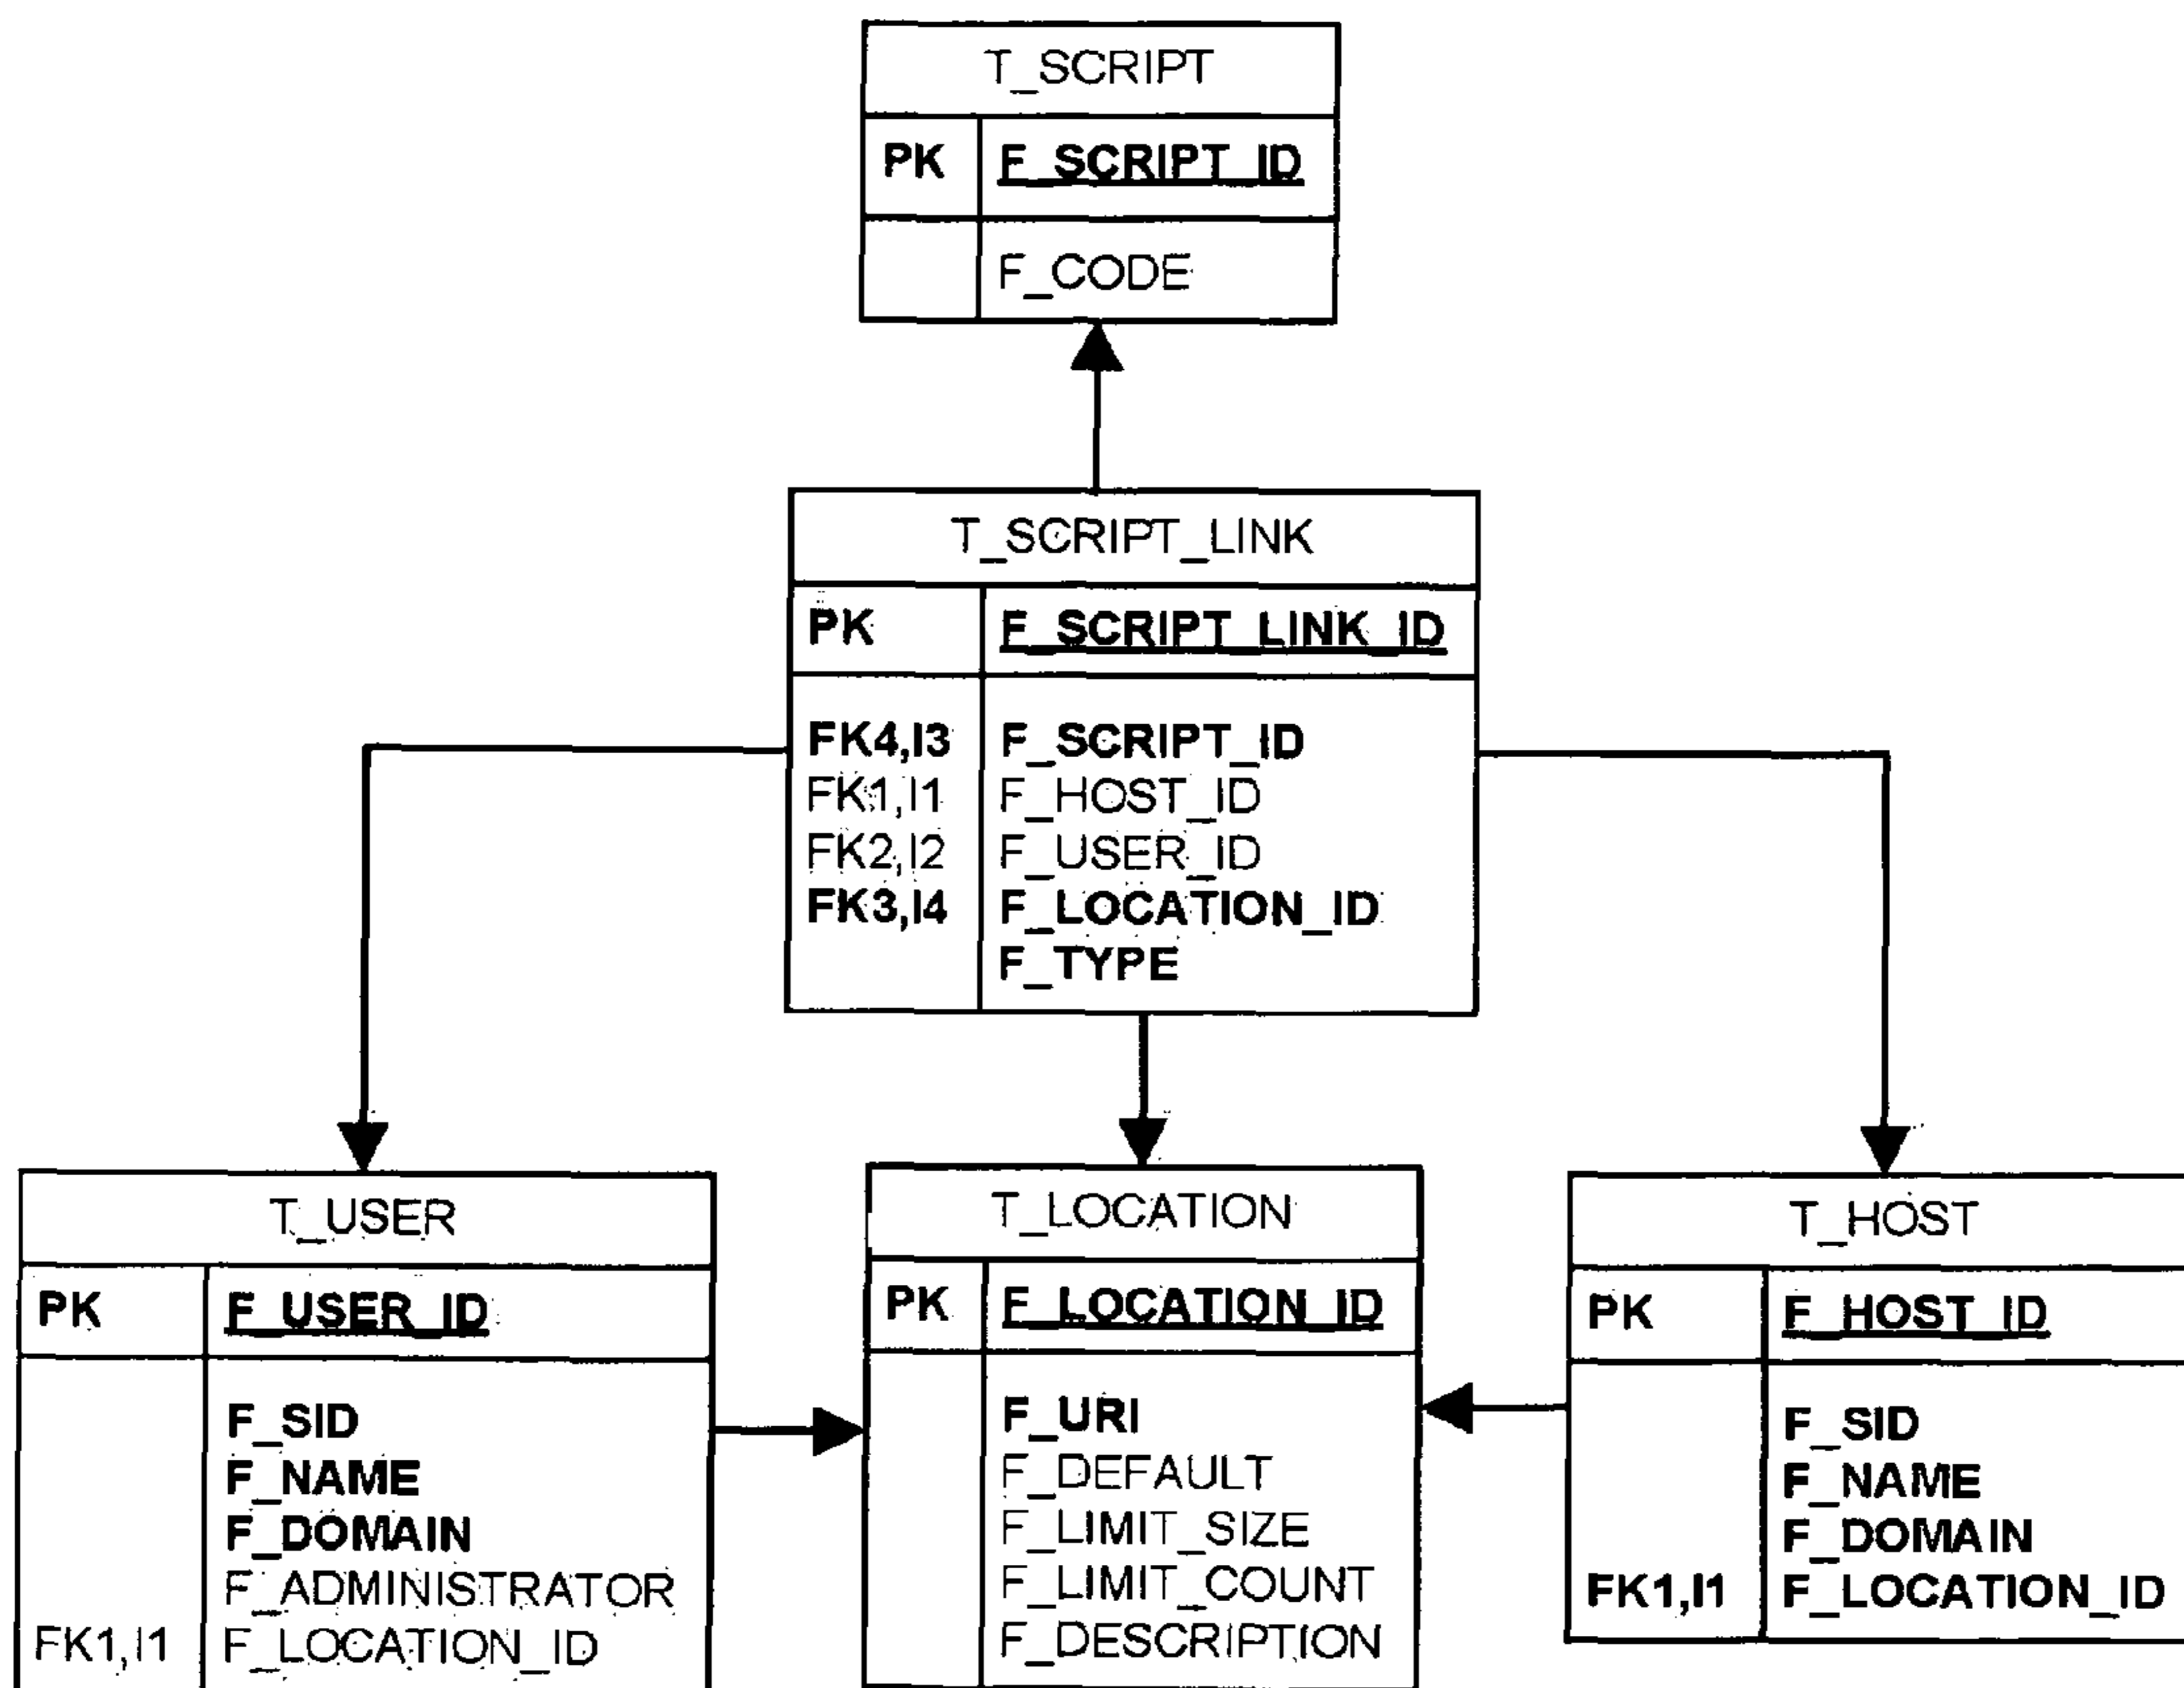 T_SCRIPT
PK F_SCRIPT_ID
F_CODE
T_SCRIPT_LINK
PK F_SCRIPT_LINK_ID
FK4,I3 F_SCRIPT_ID
FK1,I1 F_HOST_ID
FK2,I2 F_USER_ID
FK3,I4 F_LOCATION_ID
F_TYPE
T_USER
PK F_USER_ID
F_SID
F_NAME
F_DOMAIN
F_ADMINISTRATOR
FK1,I1 F_LOCATION_ID
T_LOCATION
PK F_LOCATION_ID
F_URI
F_DEFAULT
F_LIMIT_SIZE
F_LIMIT_COUNT
F_DESCRIPTION
T_HOST
PK F_HOST_ID
F_SID
F_NAME
F_DOMAIN
FK1,I1 F_LOCATION_ID